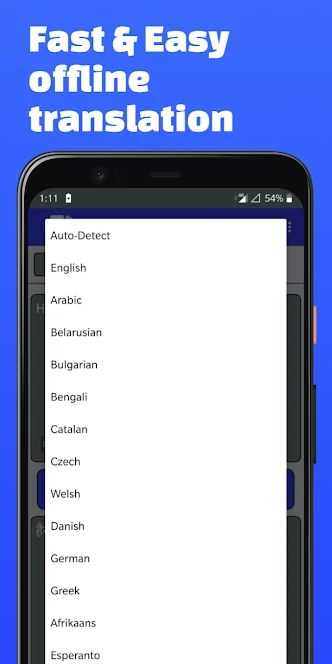 Fast & Easy
offline
translation
1:11
54%
Auto-Detect
English
Arabic
Belarusian
Bulgarian
Bengali
Catalan
Czech
Welsh
Danish
German
Greek
Afrikaans
Esperanto